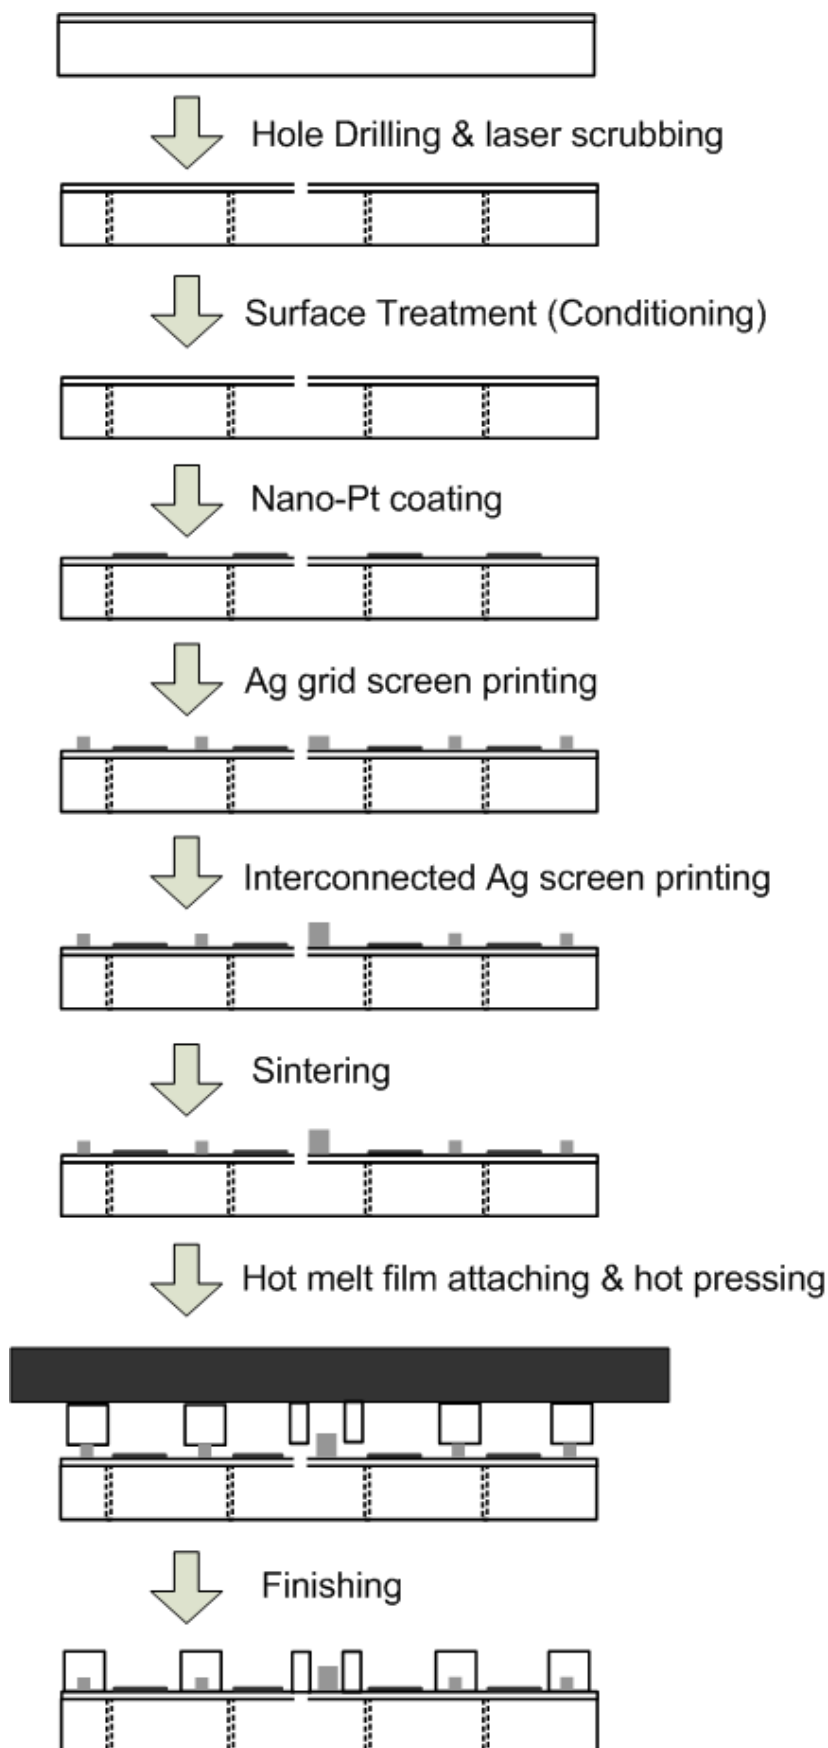 Hole Drilling & laser scrubbing
Surface Treatment (Conditioning)
Nano-Pt coating
Ag grid screen printing
Interconnected Ag screen printing
Sintering
Hot melt film attaching & hot pressing
Finishing